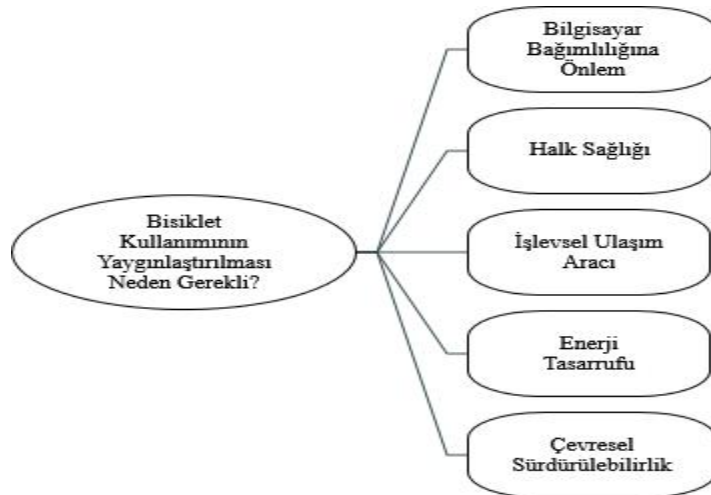 Bisiklet
Kullanımının
Yaygınlaştırılması
Neden Gerekli?
Bilgisayar
Bağımlılığına
Önlem
Halk Sağlığı
İşlevsel Ulaşım
Aracı
Enerji
Tasarrufu
Çevresel
Sürdürülebilirlik